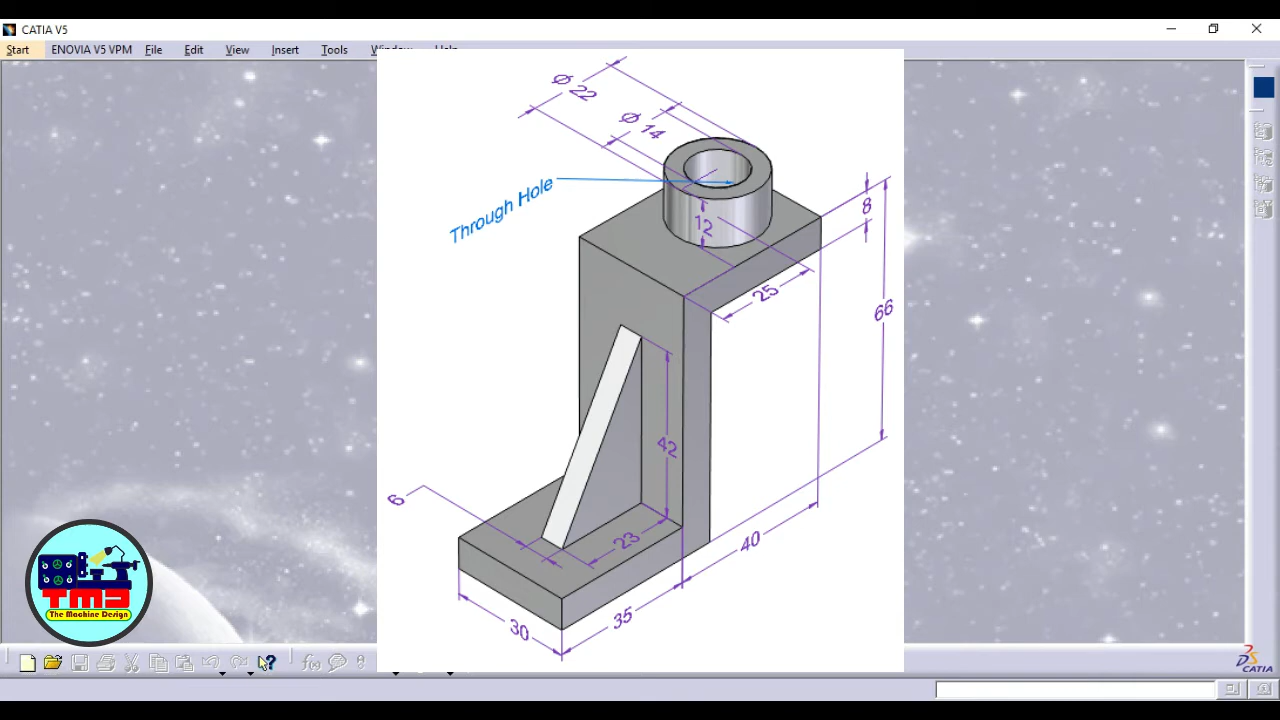 CATIA V5
Start ENOVIA V5 VPM File Edit View Insert Tools
Ø 22
Ø 14
Through Hole
12
8
25
66
42
6
23
40
35
30
TM3
The Machine Design
f(x)
CATIA